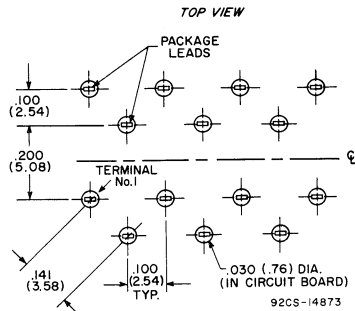 TOP VIEW
PACKAGE
LEADS
.100
(2.54)
.200
(5.08)
℄
TERMINAL
No.1
.141
(3.58)
.100
(2.54)
TYP.
.030 (.76) DIA.
(IN CIRCUIT BOARD)
92CS-14873